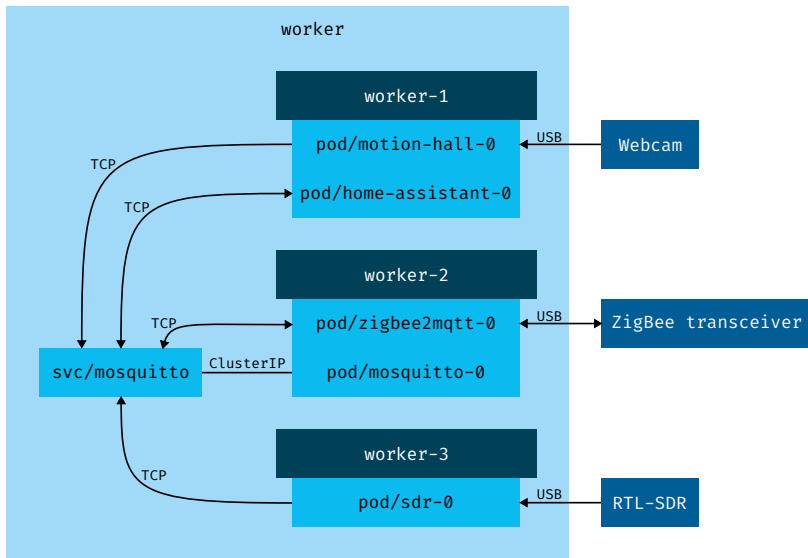 worker
worker-1
pod/motion-hall-0
USB
Webcam
TCP
pod/home-assistant-0
TCP
worker-2
pod/zigbee2mqtt-0
USB
ZigBee transceiver
TCP
svc/mosquitto
ClusterIP
pod/mosquitto-0
worker-3
TCP
pod/sdr-0
USB
RTL-SDR